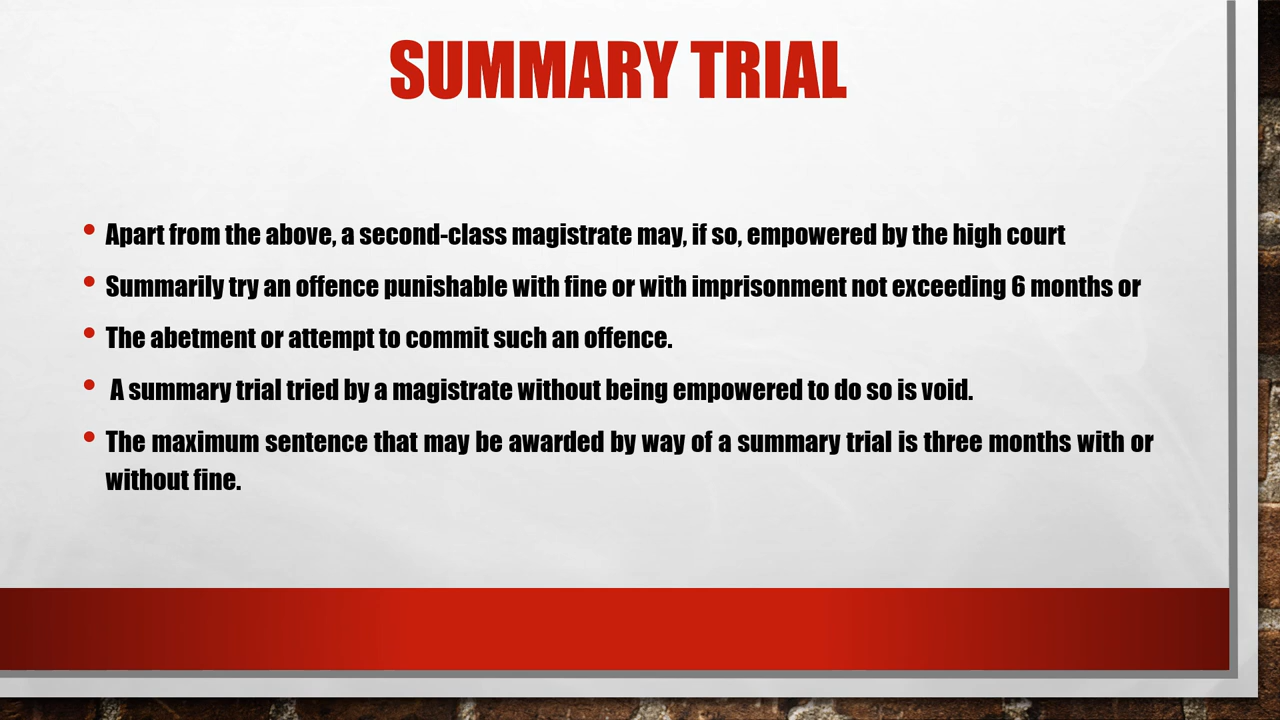 SUMMARY TRIAL
• Apart from the above, a second-class magistrate may, if so, empowered by the high court
• Summarily try an offence punishable with fine or with imprisonment not exceeding 6 months or
• The abetment or attempt to commit such an offence.
• A summary trial tried by a magistrate without being empowered to do so is void.
• The maximum sentence that may be awarded by way of a summary trial is three months with or
without fine.